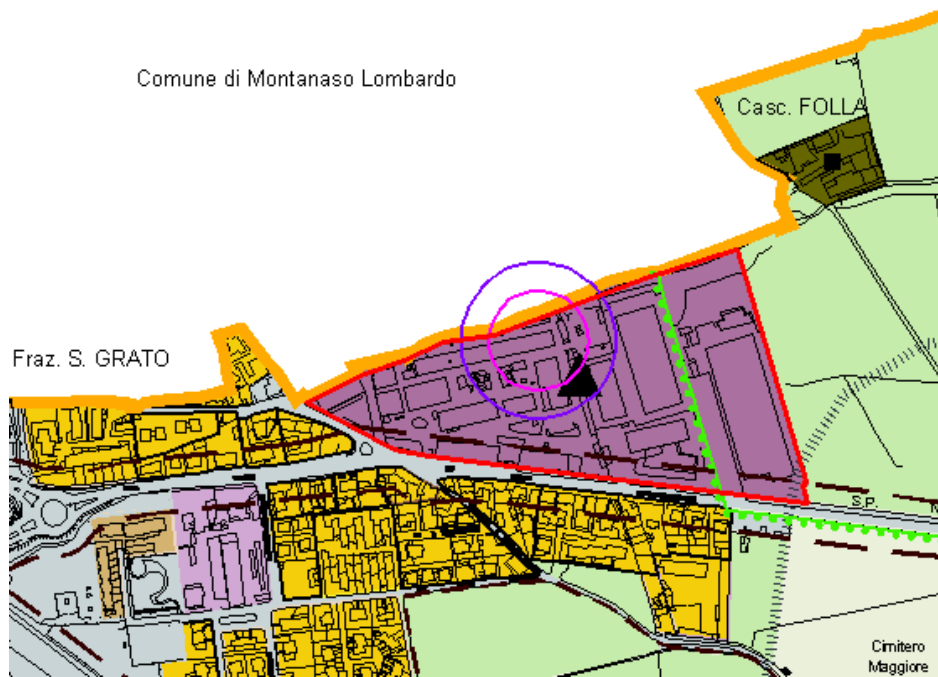 Comune di Montanaso Lombardo
Casc. FOLLA
Fraz. S. GRATO
S.P.
Cimitero
Maggiore